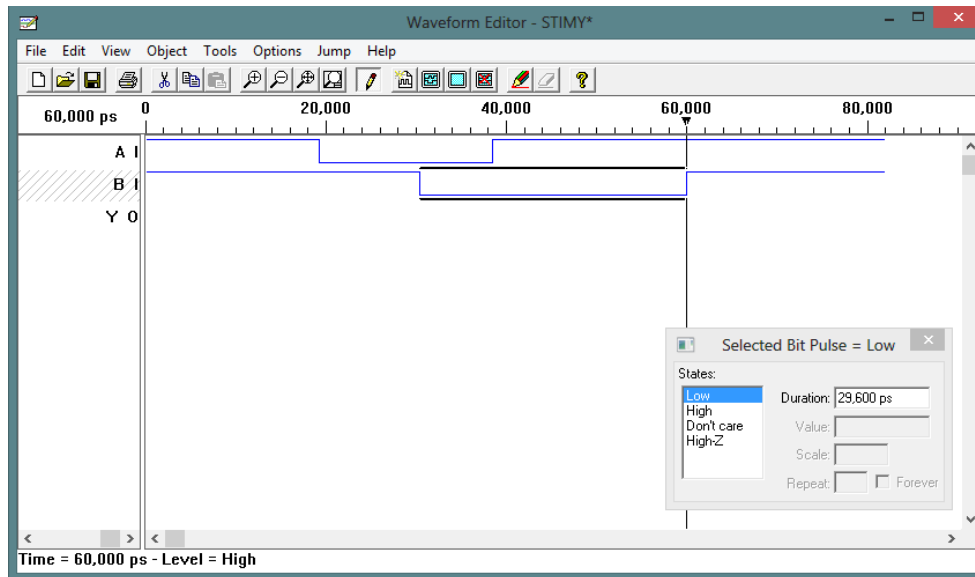 Waveform Editor - STIMY*
File Edit View Object Tools Options Jump Help
60,000 ps 0 20,000 40,000 60,000 80,000
A I
B I
Y O
Selected Bit Pulse = Low
States:
Low
High
Don't care
High-Z
Duration: 29,600 ps
Value:
Scale:
Repeat: Forever
Time = 60,000 ps - Level = High